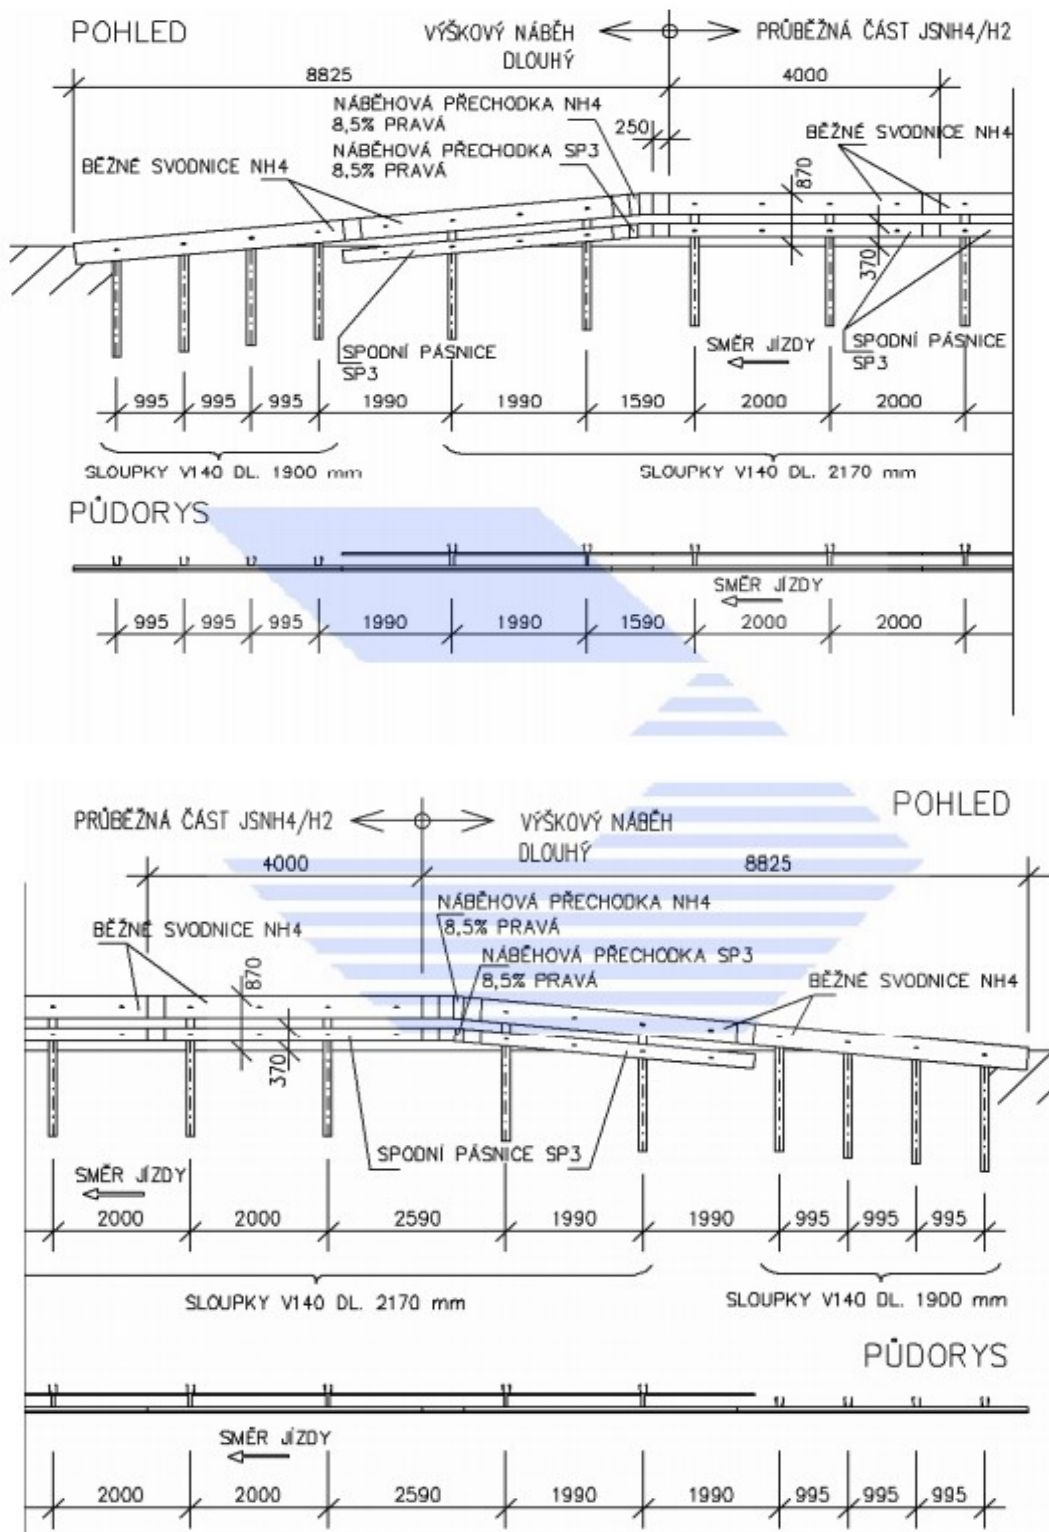 POHLED
VÝŠKOVÝ NÁBĚH
DLOUHÝ
PRŮBĚŽNÁ ČÁST JSNH4/H2
8825
4000
NÁBĚHOVÁ PŘECHODKA NH4
8,5% PRAVÁ
250
NÁBĚHOVÁ PŘECHODKA SP3
8,5% PRAVÁ
BĚŽNÉ SVODNICE NH4
BĚŽNÉ SVODNICE NH4
870
370
SPODNÍ PÁSNICE
SP3
SMĚR JÍZDY
SPODNÍ PÁSNICE
SP3
995 995 995 1990 1990 1590 2000 2000
SLOUPKY V140 DL. 1900 mm
SLOUPKY V140 DL. 2170 mm
PŮDORYS
SMĚR JÍZDY
995 995 995 1990 1990 1590 2000 2000
POHLED
PRŮBĚŽNÁ ČÁST JSNH4/H2
VÝŠKOVÝ NÁBĚH
DLOUHÝ
4000
8825
NÁBĚHOVÁ PŘECHODKA NH4
8,5% PRAVÁ
BĚŽNÉ SVODNICE NH4
NÁBĚHOVÁ PŘECHODKA SP3
8,5% PRAVÁ
BĚŽNÉ SVODNICE NH4
870
370
SPODNÍ PÁSNICE SP3
SMĚR JÍZDY
2000 2000 2590 1990 1990 995 995 995
SLOUPKY V140 DL. 2170 mm
SLOUPKY V140 DL. 1900 mm
PŮDORYS
SMĚR JÍZDY
2000 2000 2590 1990 1990 995 995 995